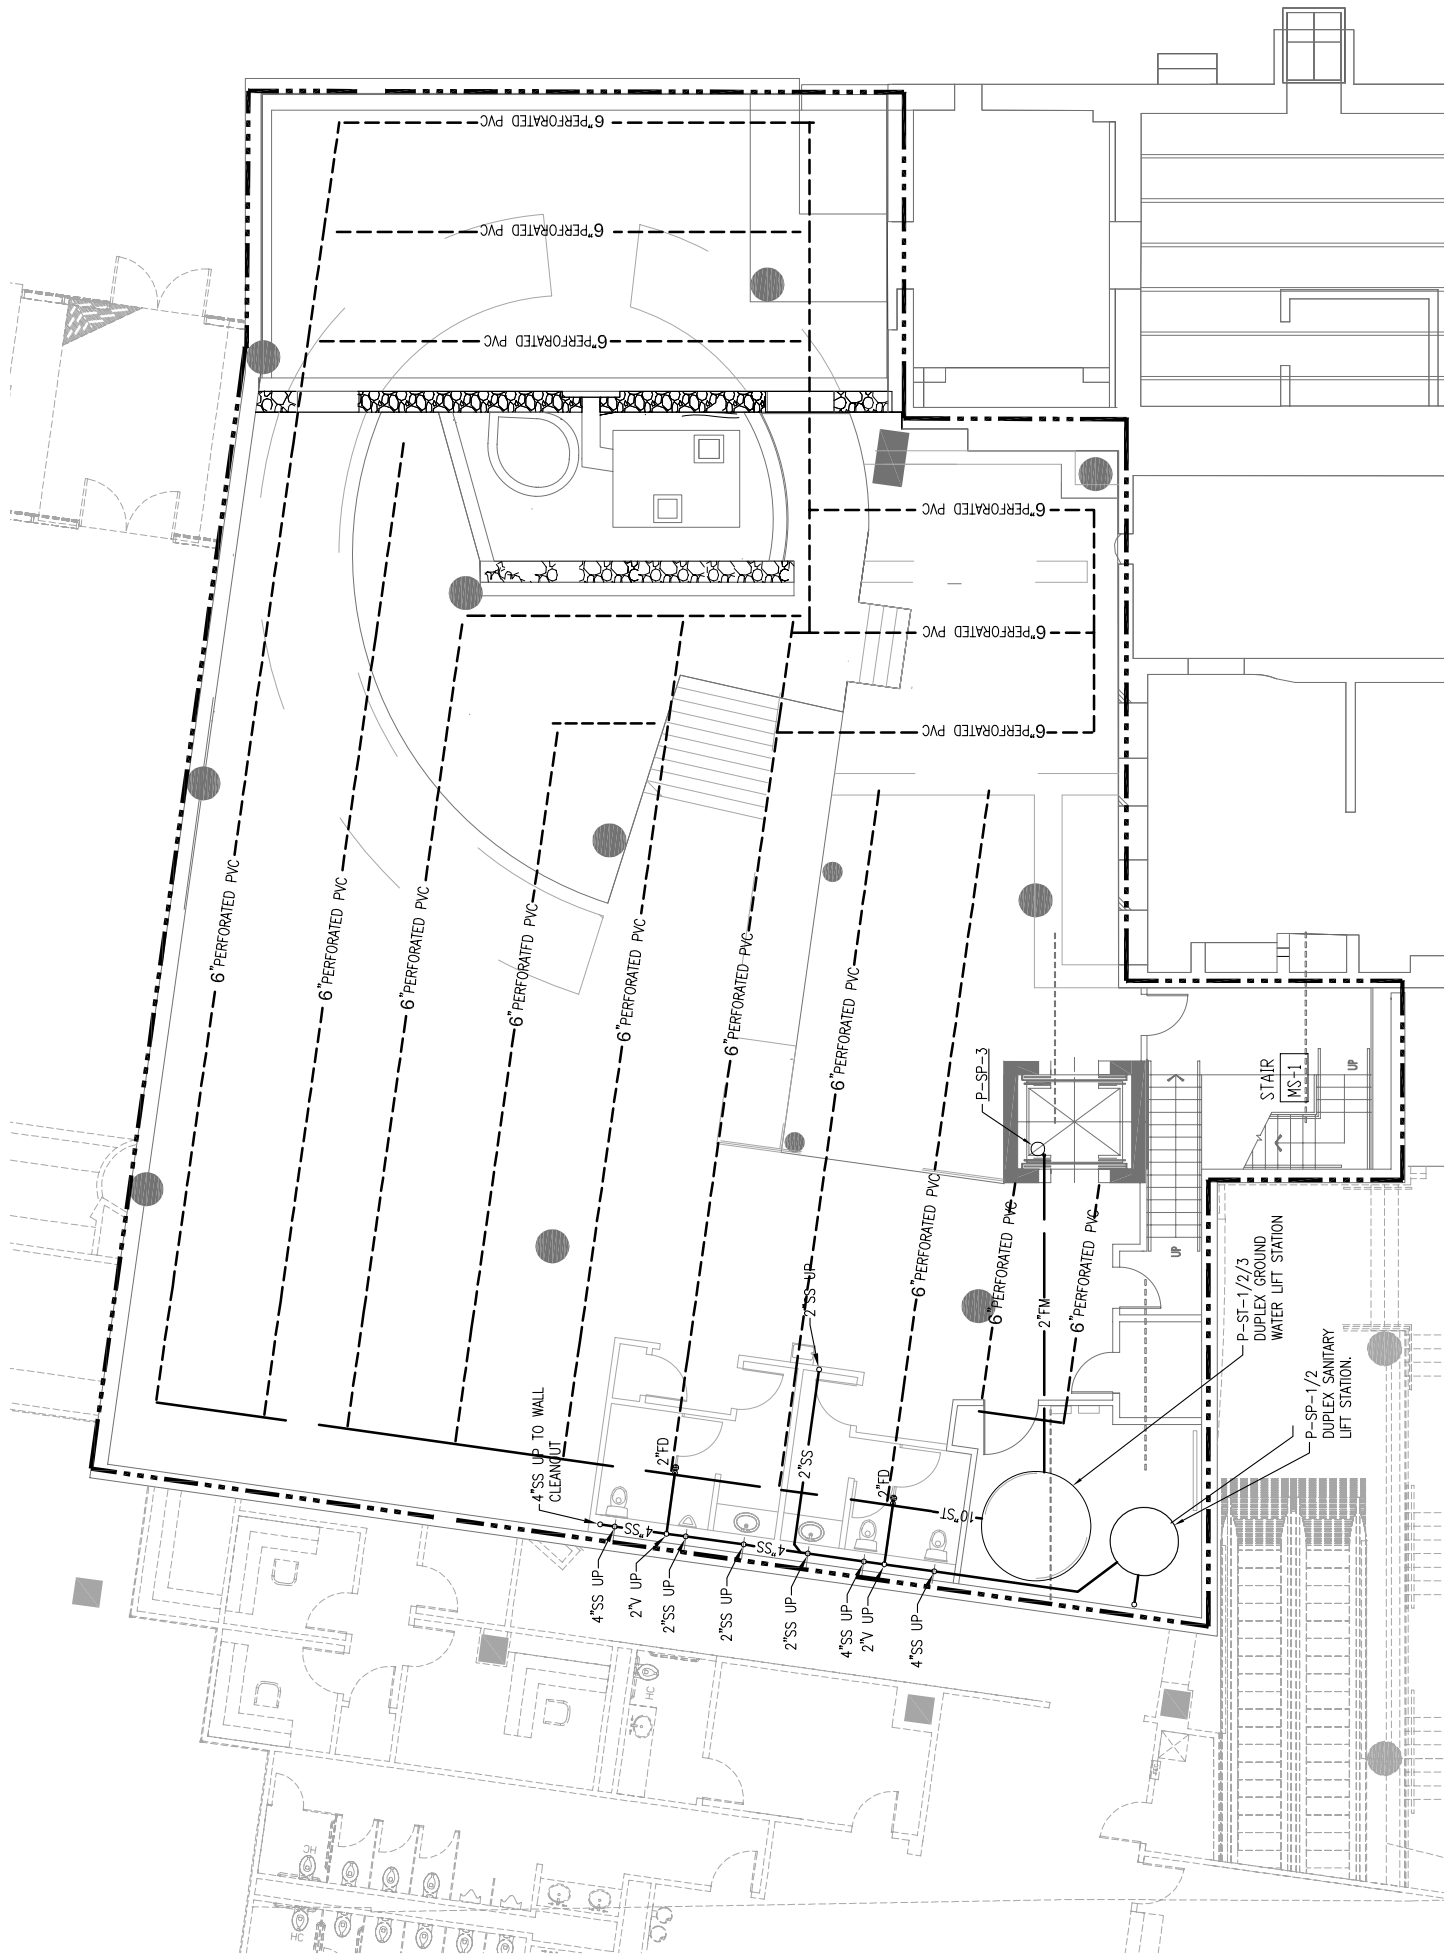 6"PERFORATED PVC
6"PERFORATED PVC
6"PERFORATED PVC
6"PERFORATED PVC
6"PERFORATED PVC
6"PERFORATED PVC
6"PERFORATED PVC
6"PERFORATED PVC
6"PERFORATED PVC
6"PERFORATFD PVC
6"PERFORATED PVC
6"PERFORATED PVC
6"PERFORATED PVC
6"PERFORATED PVC
6"PERFORATED PVC
6"PERFORATED PVC
P-SP-3
STAIR
MS-1
UP
UP
2"FM
2"SS UP
P-ST-1/2/3
DUPLEX GROUND
WATER LIFT STATION
P-SP-1/2
DUPLEX SANITARY
LIFT STATION.
4"SS UP TO WALL
CLEANOUT
2"FD
2"SS
2"FD
10"ST
4"SS
4"SS
4"SS UP
2"V UP
2"SS UP
2"SS UP
2"SS UP
4"SS UP
2"V UP
4"SS UP
HC
HC
HC